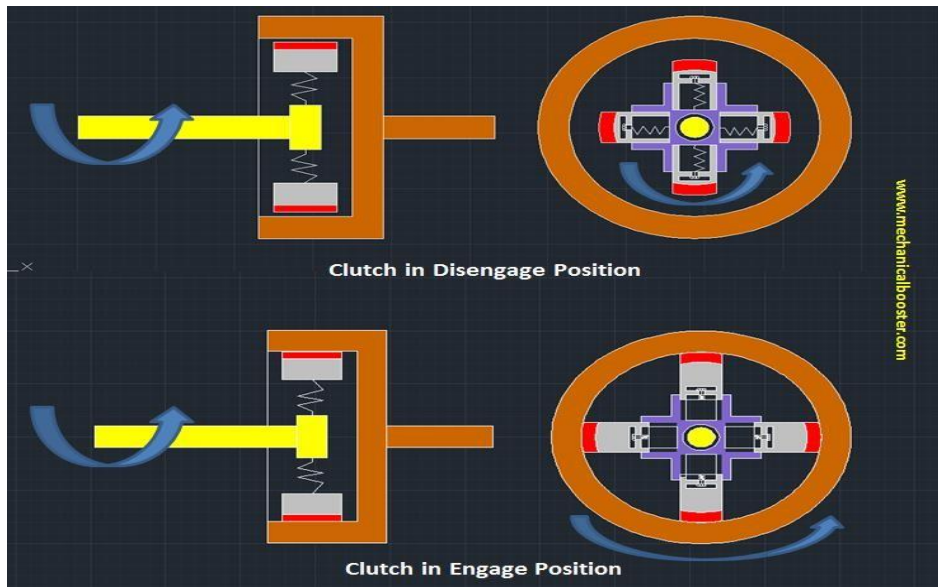 Clutch in Disengage Position
www.mechanicalbooster.com
X
Clutch in Engage Position